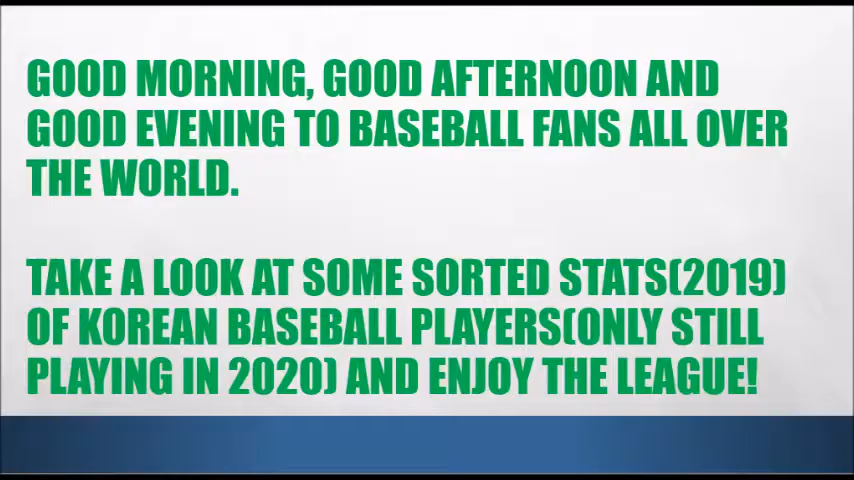 GOOD MORNING, GOOD AFTERNOON AND
GOOD EVENING TO BASEBALL FANS ALL OVER
THE WORLD.
TAKE A LOOK AT SOME SORTED STATS(2019)
OF KOREAN BASEBALL PLAYERS(ONLY STILL
PLAYING IN 2020) AND ENJOY THE LEAGUE!